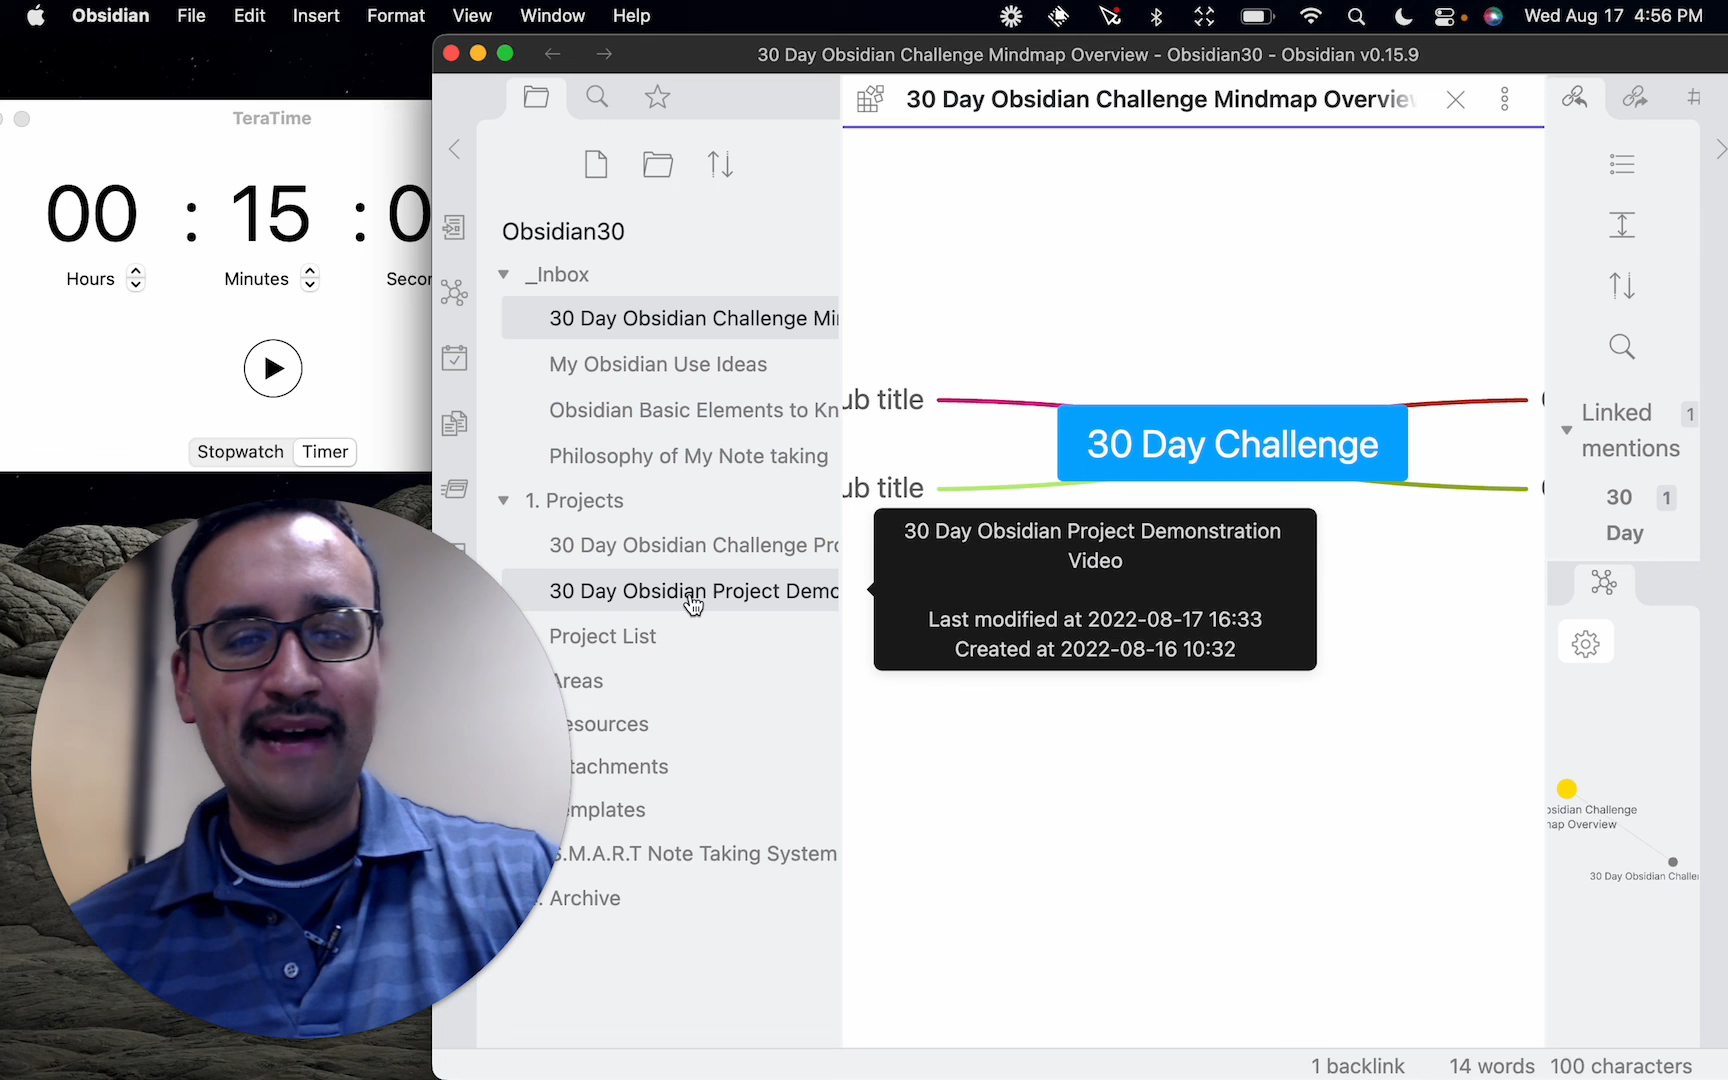 Obsidian File Edit Insert Format View Window Help
Wed Aug 17 4:56 PM
30 Day Obsidian Challenge Mindmap Overview - Obsidian30 - Obsidian v0.15.9
TeraTime
00 : 15 : 0
Hours
Minutes
Stopwatch Timer
Obsidian30
_Inbox
30 Day Obsidian Challenge
My Obsidian Use Ideas
Obsidian Basic Elements to Kn
Philosophy of My Note taking
1. Projects
30 Day Obsidian Challenge
30 Day Obsidian Project Demo
Project List
Areas
esources
tachments
emplates
S.M.A.R.T Note Taking System
Archive
30 Day Obsidian Challenge Mindmap Overvie
ub title
30 Day Challenge
ub title
30 Day Obsidian Project Demonstration
Video
Last modified at 2022-08-17 16:33
Created at 2022-08-16 10:32
Linked 1
mentions
30 1
Day
sidian Challenge
ap Overview
30 Day Obsidian Challe
1 backlink 14 words 100 characters